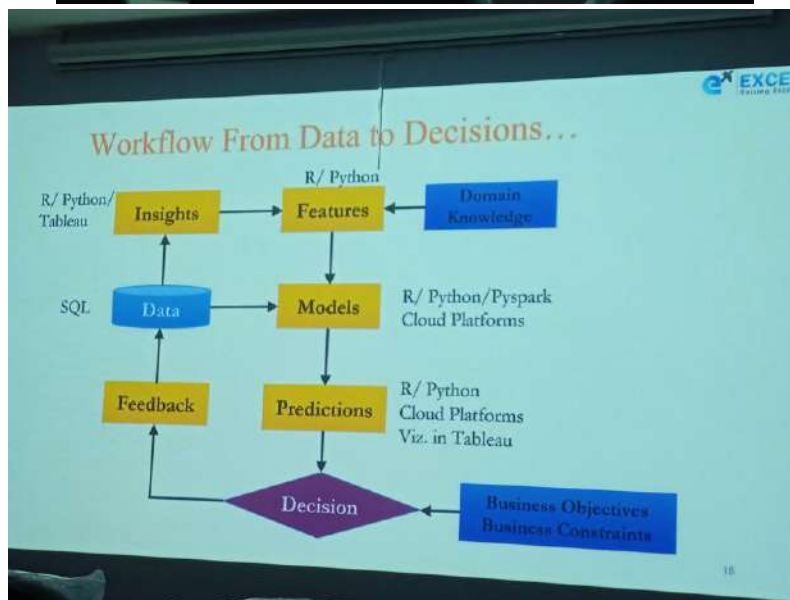 EXCE
Workflow From Data to Decisions...
R/ Python
R/ Python/
Tableau
Insights
Features
Domain
Knowledge
SQL
Data
Models
R/ Python/Pyspark
Cloud Platforms
Feedback
Predictions
R/ Python
Cloud Platforms
Viz. in Tableau
Decision
Business Objectives
Business Constraints